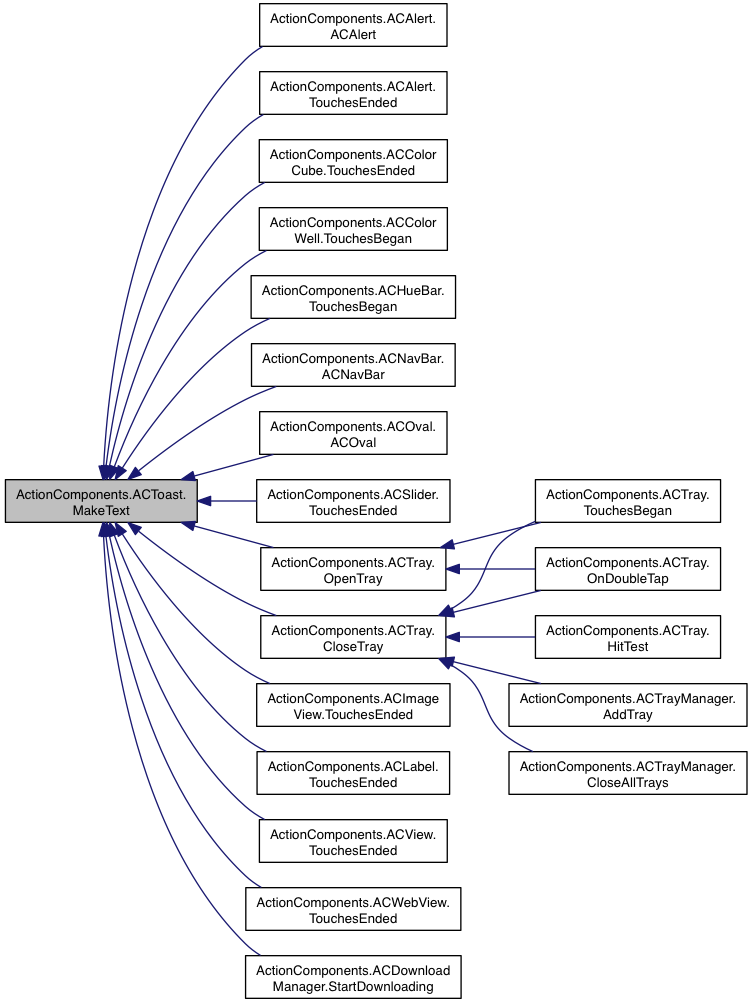 ActionComponents.ACAlert.
ACAlert
ActionComponents.ACAlert.
TouchesEnded
ActionComponents.ACColor
Cube.TouchesEnded
ActionComponents.ACColor
Well.TouchesBegan
ActionComponents.ACHueBar.
TouchesBegan
ActionComponents.ACNavBar.
ACNavBar
ActionComponents.ACOval.
ACOval
ActionComponents.ACToast.
MakeText
ActionComponents.ACSlider.
TouchesEnded
ActionComponents.ACTray.
TouchesBegan
ActionComponents.ACTray.
OpenTray
ActionComponents.ACTray.
OnDoubleTap
ActionComponents.ACTray.
CloseTray
ActionComponents.ACTray.
HitTest
ActionComponents.ACImage
View.TouchesEnded
ActionComponents.ACTrayManager.
AddTray
ActionComponents.ACLabel.
TouchesEnded
ActionComponents.ACTrayManager.
CloseAllTrays
ActionComponents.ACView.
TouchesEnded
ActionComponents.ACWebView.
TouchesEnded
ActionComponents.ACDownload
Manager.StartDownloading